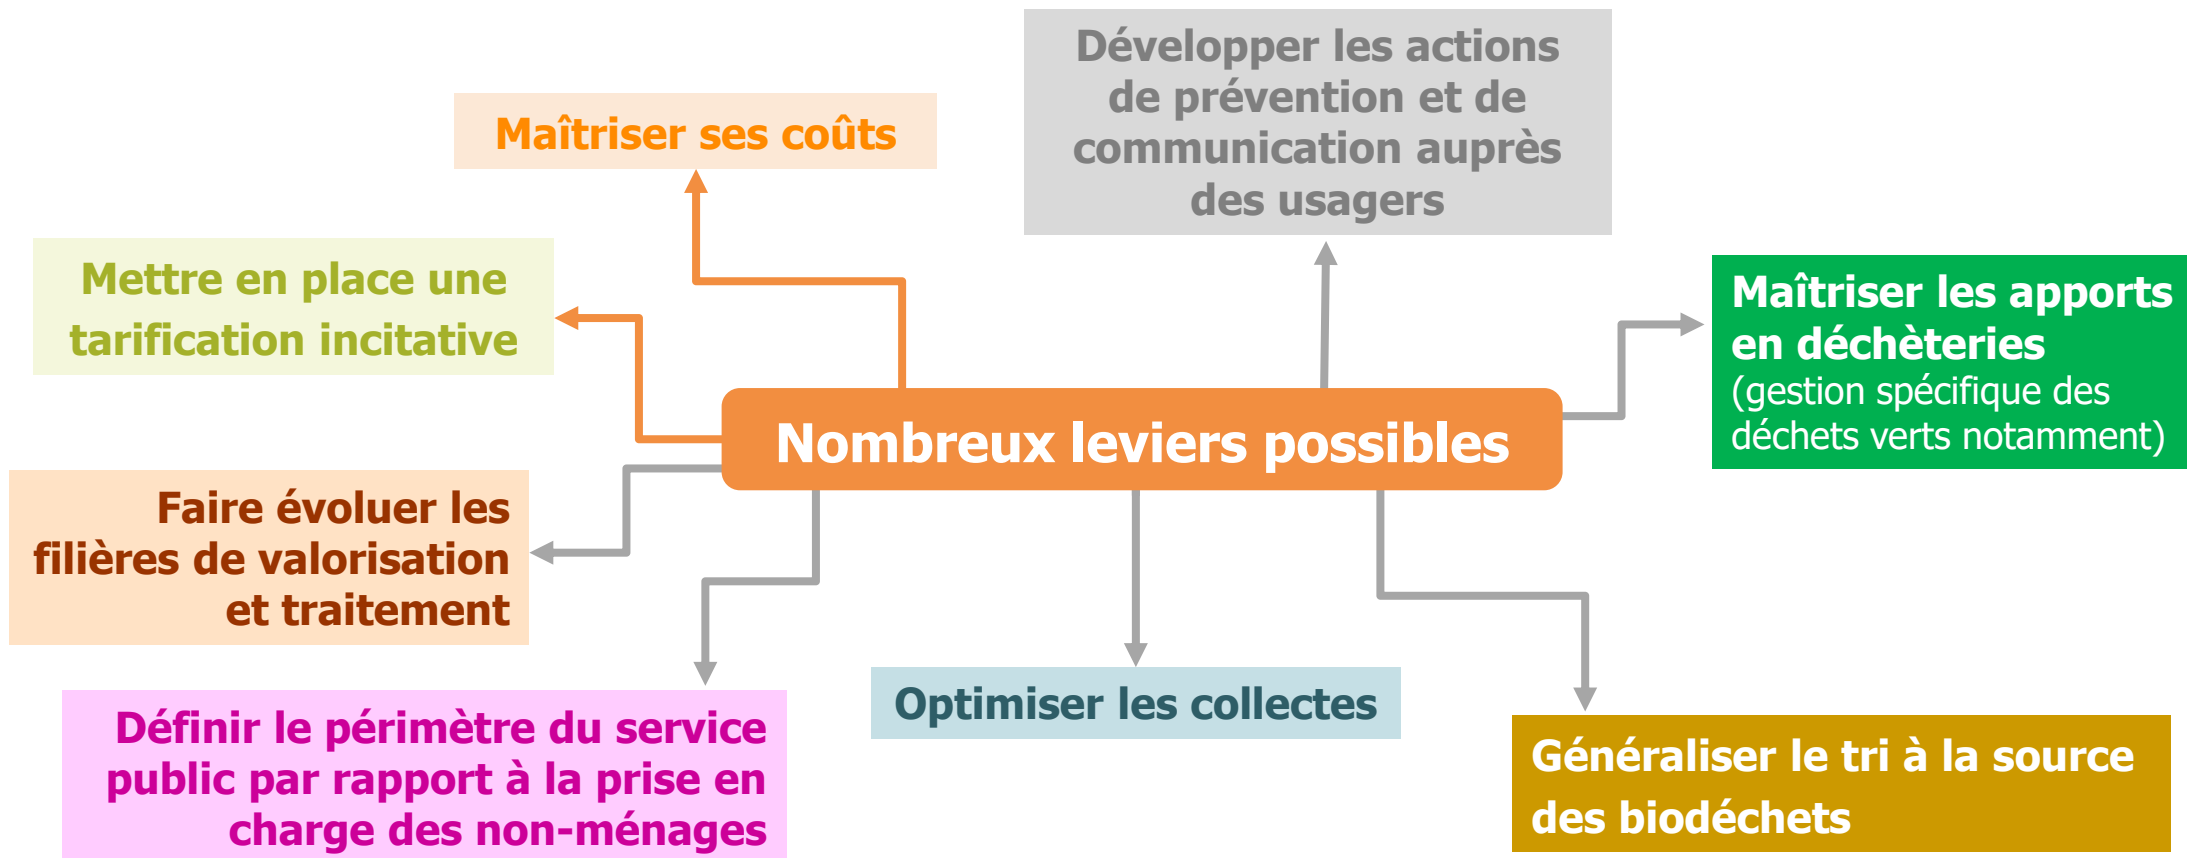 Développer les actions
de prévention et de
communication auprès
des usagers
Maîtriser ses coûts
Mettre en place une
tarification incitative
Maîtriser les apports
en déchèteries
(gestion spécifique des
déchets verts notamment)
Nombreux leviers possibles
Faire évoluer les
filières de valorisation
et traitement
Définir le périmètre du service
public par rapport à la prise en
charge des non-ménages
Optimiser les collectes
Généraliser le tri à la source
des biodéchets